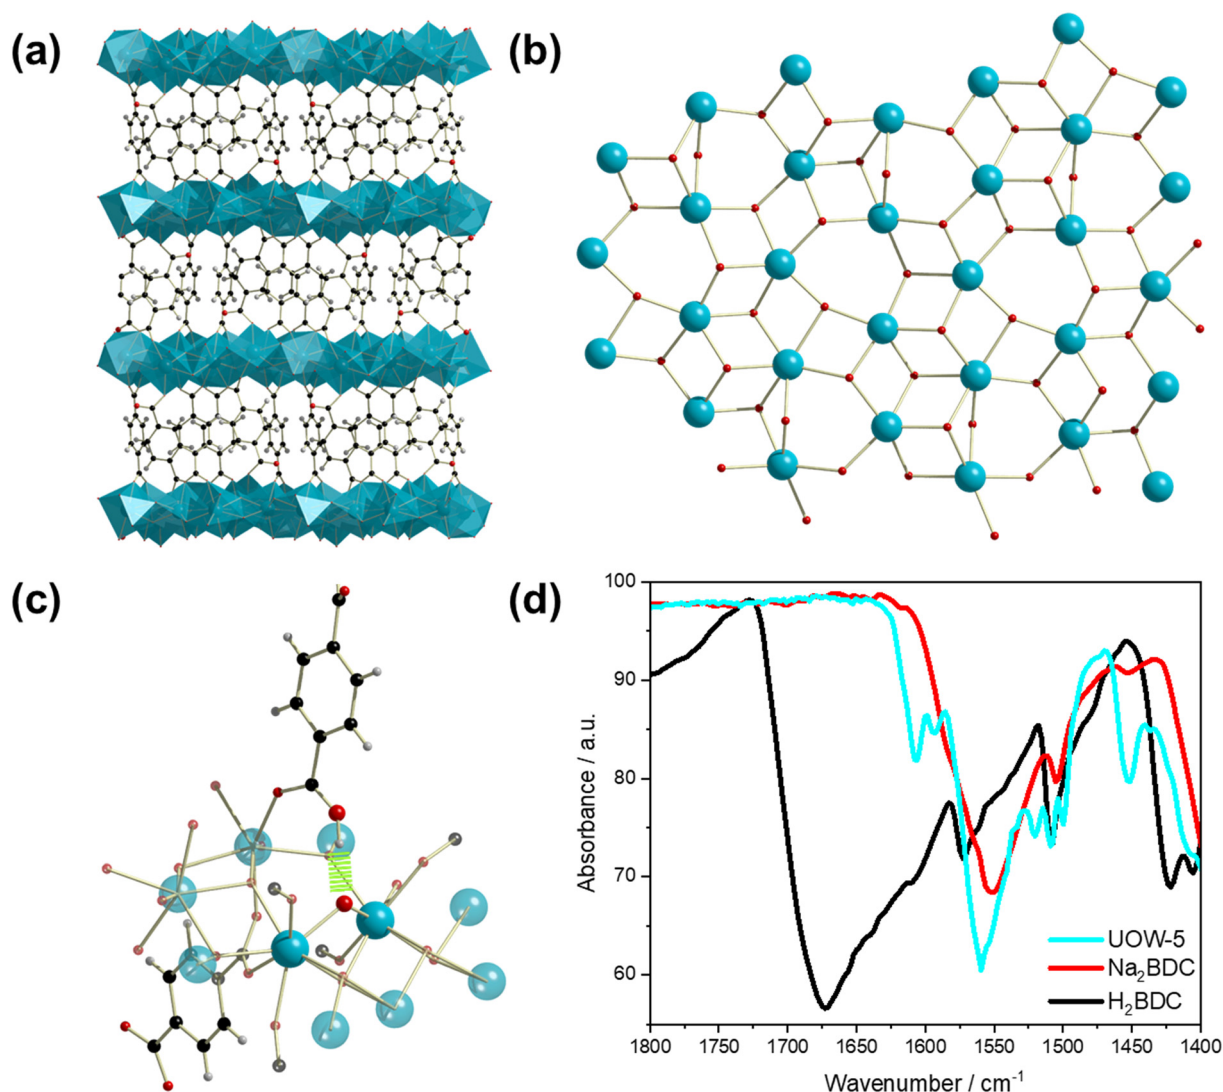 (a)
(b)
(c)
(d)
100
90
80
70
60
Absorbance / a.u.
UOW-5
Na₂BDC
H₂BDC
1800 1750 1700 1650 1600 1550 1500 1450 1400
Wavenumber / cm⁻¹